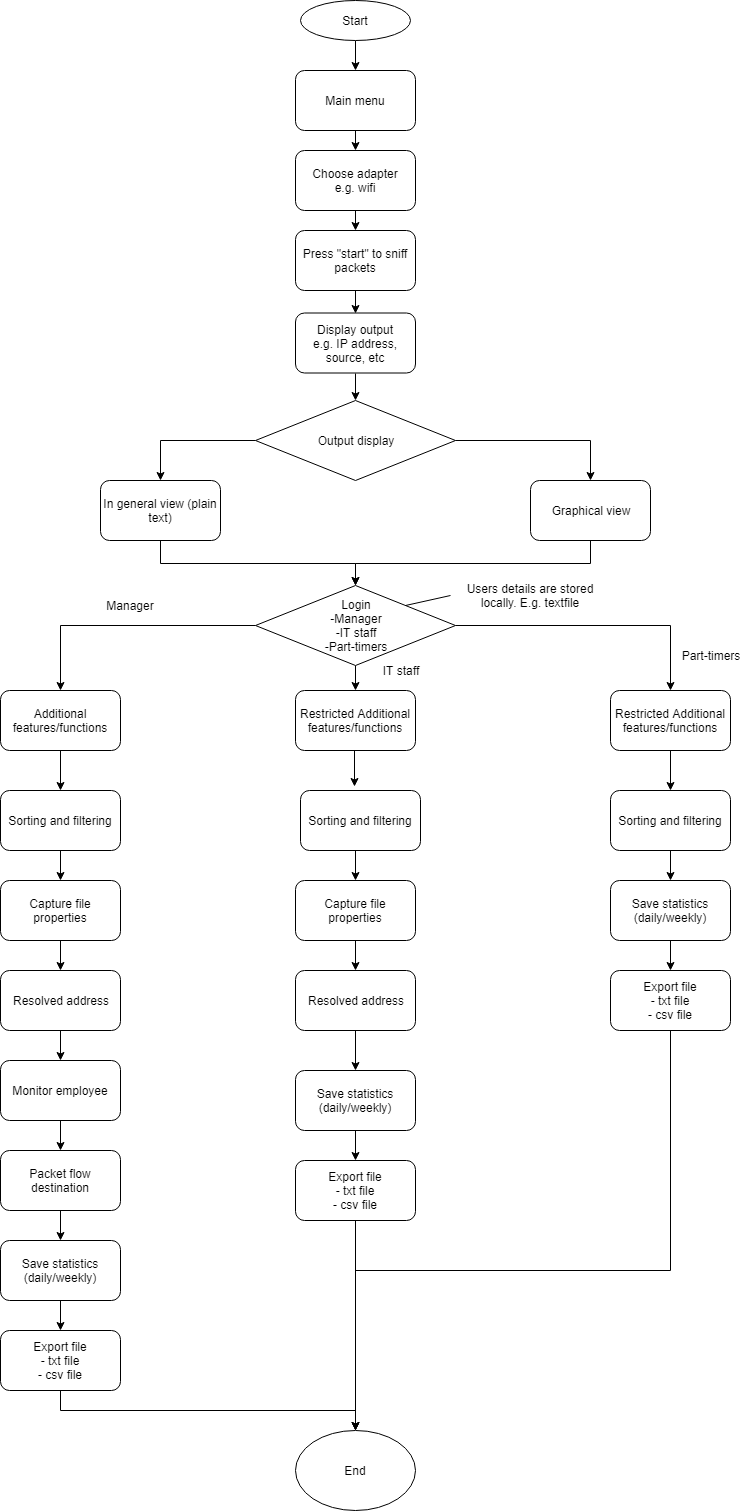 Start
Main menu
Choose adapter
e.g. wifi
Press "start" to sniff
packets
Display output
e.g. IP address,
source, etc
Output display
In general view (plain
text)
Graphical view
Users details are stored
locally. E.g. textfile
Login
-Manager
-IT staff
-Part-timers
Manager
IT staff
Part-timers
Additional
features/functions
Restricted Additional
features/functions
Restricted Additional
features/functions
Sorting and filtering
Sorting and filtering
Sorting and filtering
Capture file
properties
Capture file
properties
Save statistics
(daily/weekly)
Resolved address
Resolved address
Export file
- txt file
- csv file
Monitor employee
Save statistics
(daily/weekly)
Packet flow
destination
Export file
- txt file
- csv file
Save statistics
(daily/weekly)
Export file
- txt file
- csv file
End